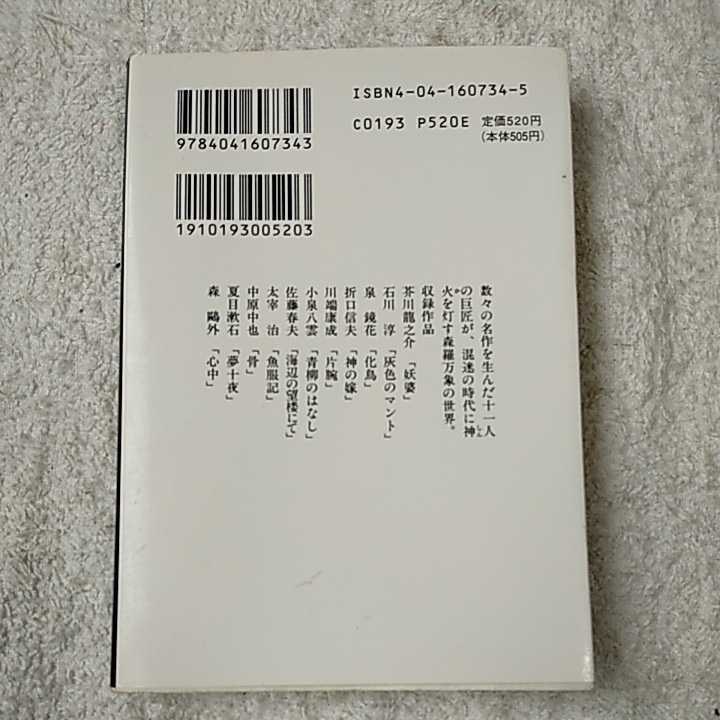 ISBN4-04-160734-5
C0193 P520E 定価520円
(本体505円)
9784041607343
1910193005203
数々の名作を生んだ十一人
の巨匠が、混迷の時代に神
火を灯す森羅万象の世界。
しん
か
収録作品
芥川龍之介「妖婆」
石川 淳「灰色のマント」
泉 鏡花「化鳥」
折口信夫「神の嫁」
川端康成「片腕」
小泉八雲「青柳のはなし」
佐藤春夫「海辺の望楼にて」
太宰 治「魚服記」
中原中也「骨」
夏目漱石「夢十夜」
森 鷗外「心中」